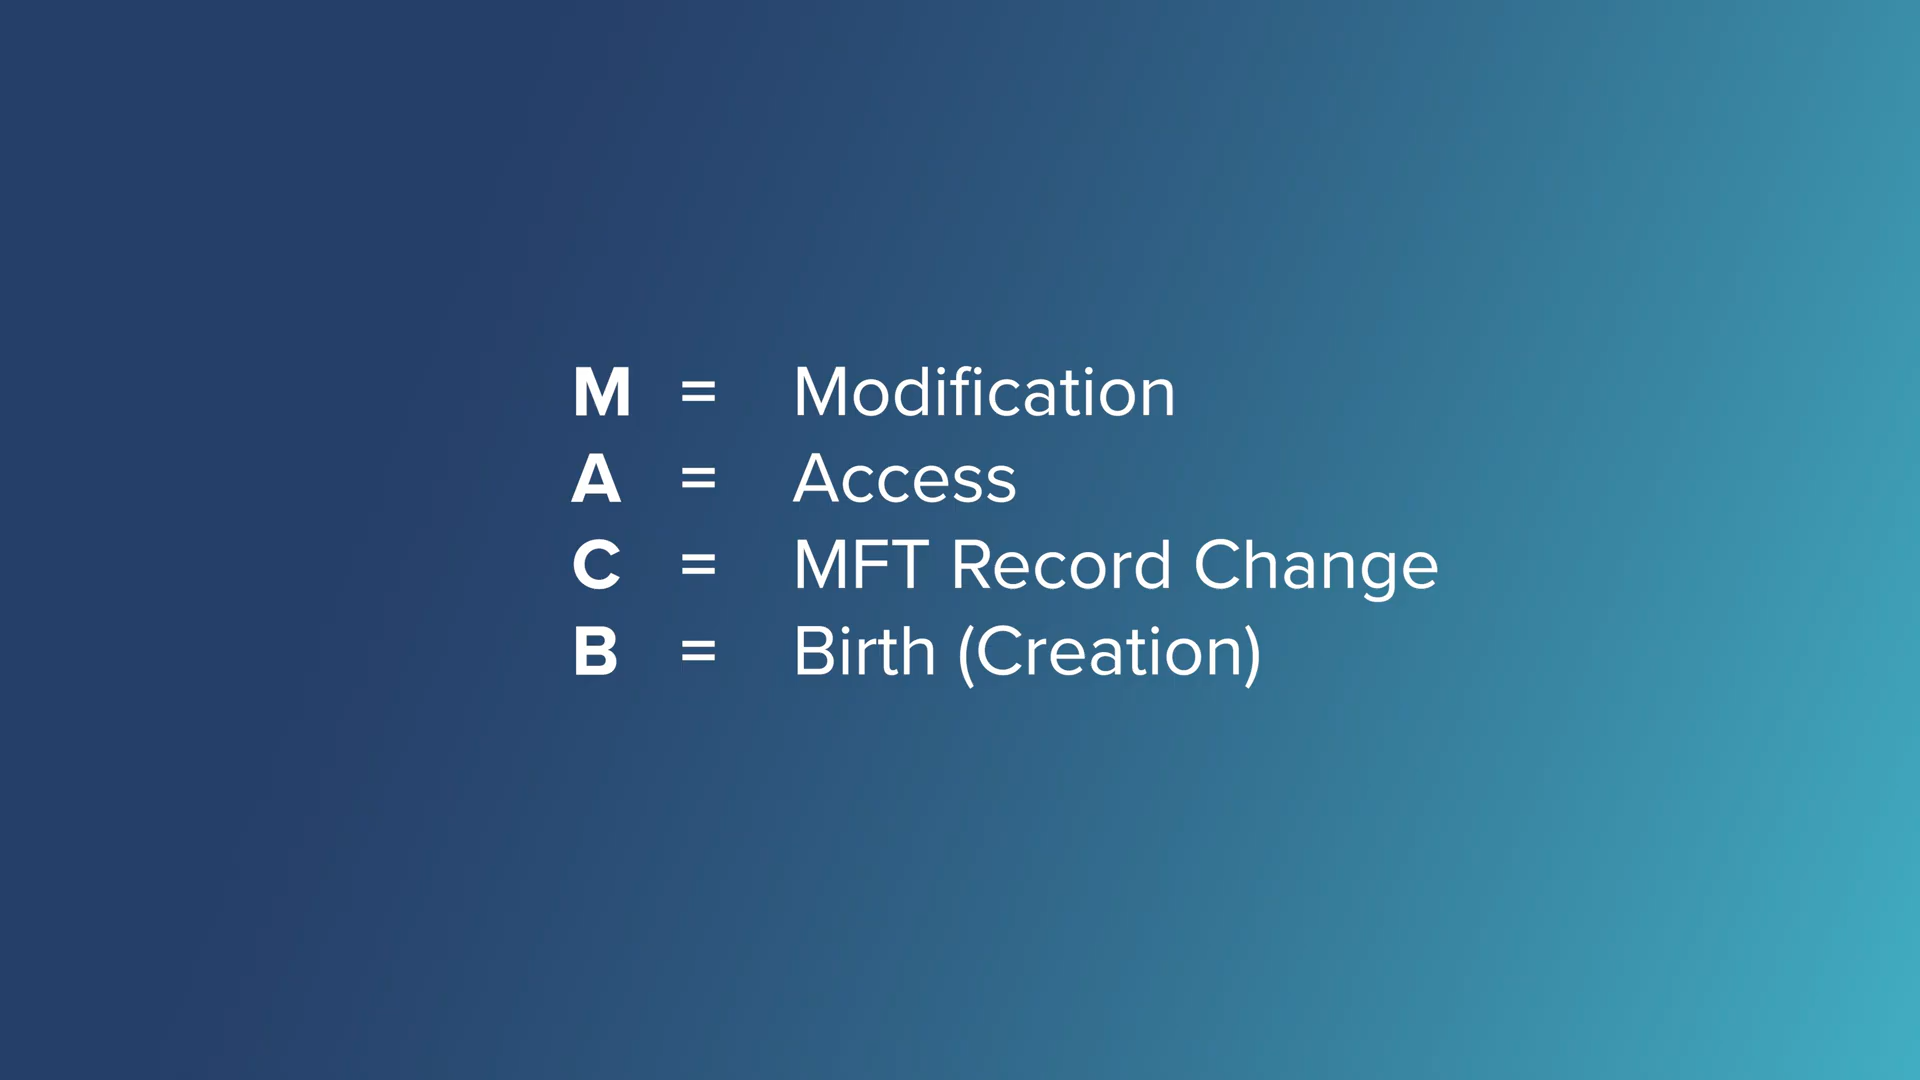 M = Modification
A = Access
C = MFT Record Change
B = Birth (Creation)